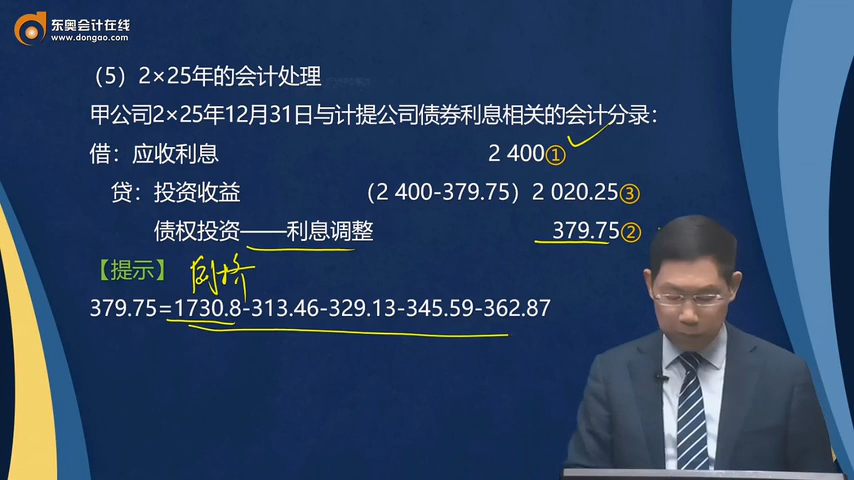 东奥会计在线
www.dongao.com
（5）2×25年的会计处理
甲公司2×25年12月31日与计提公司债券利息相关的会计分录：
借：应收利息 2 400①
贷：投资收益 （2 400-379.75）2 020.25③
债权投资——利息调整 379.75②
【提示】
379.75=1730.8-313.46-329.13-345.59-362.87